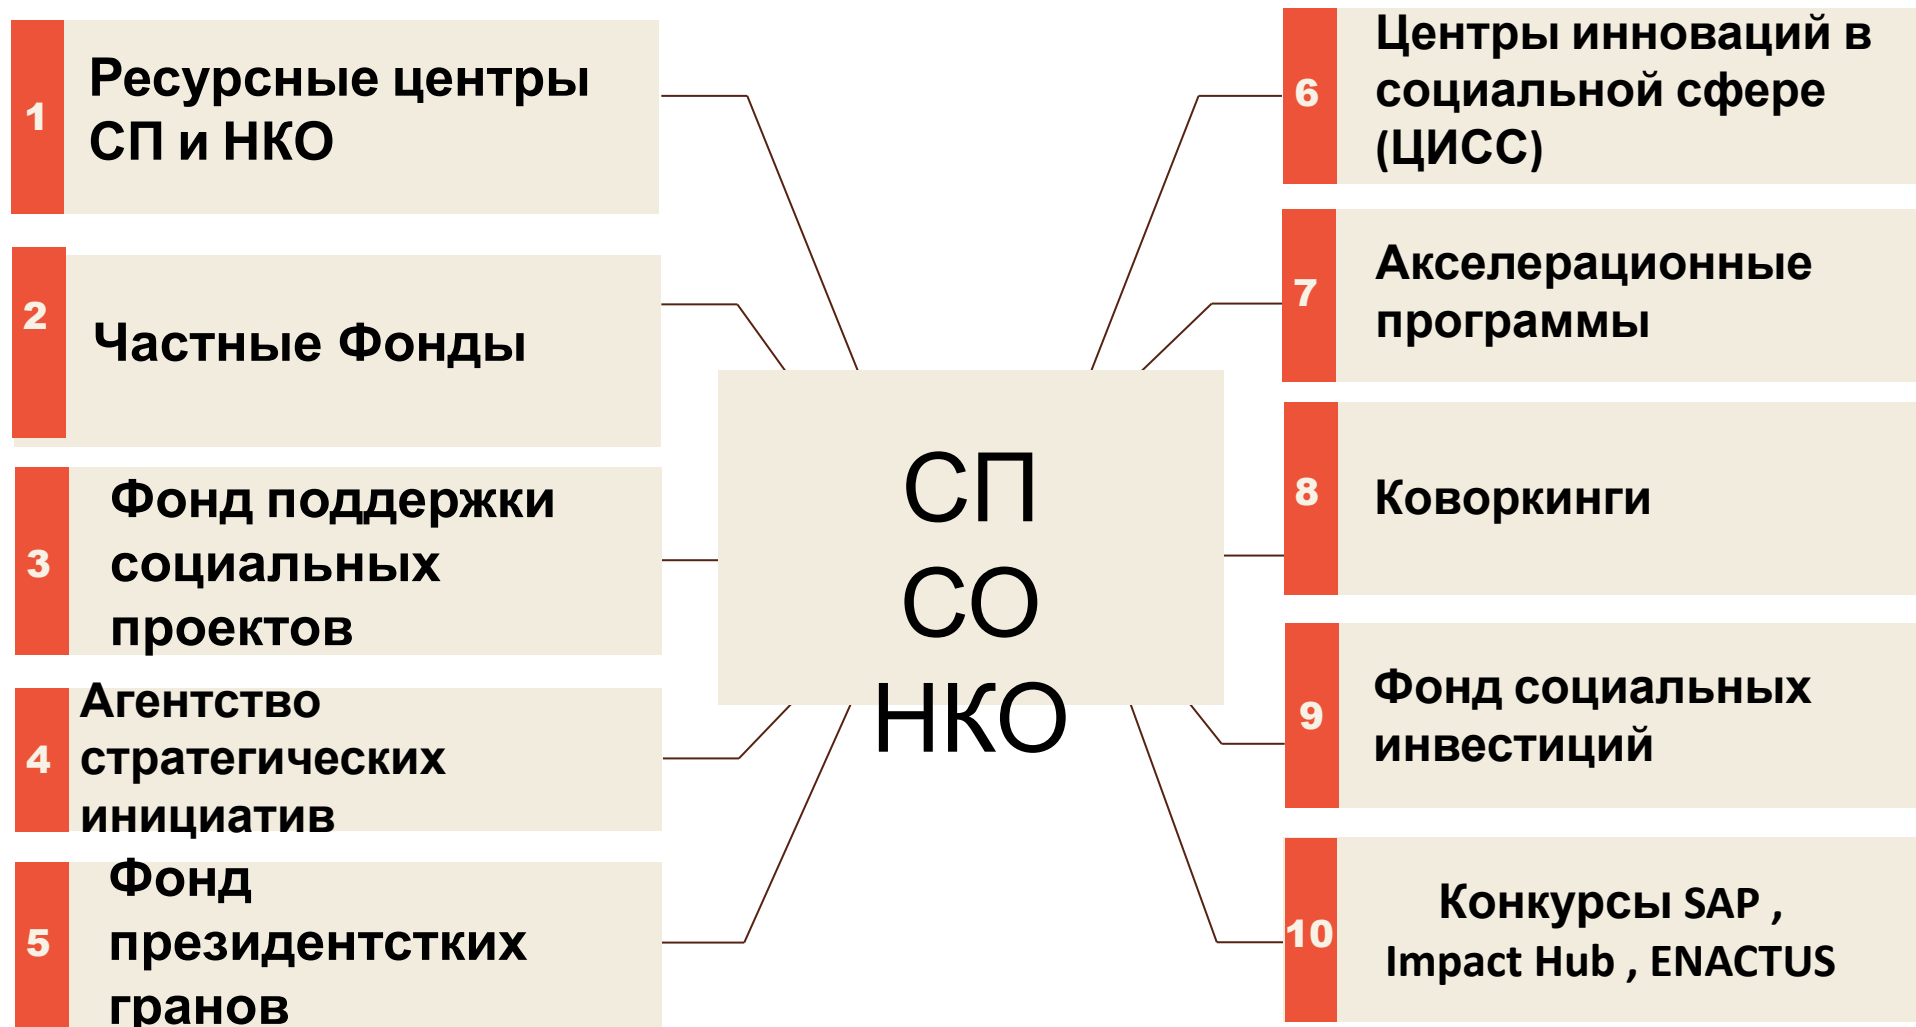 1
Ресурсные центры
СП и НКО
2
Частные Фонды
3
Фонд поддержки
социальных
проектов
4
Агентство
стратегических
инициатив
5
Фонд
президентстких
гранов
СП
СО
НКО
6
Центры инноваций в
социальной сфере
(ЦИСС)
7
Акселерационные
программы
8
Коворкинги
9
Фонд социальных
инвестиций
10
Конкурсы SAP ,
Impact Hub , ENACTUS